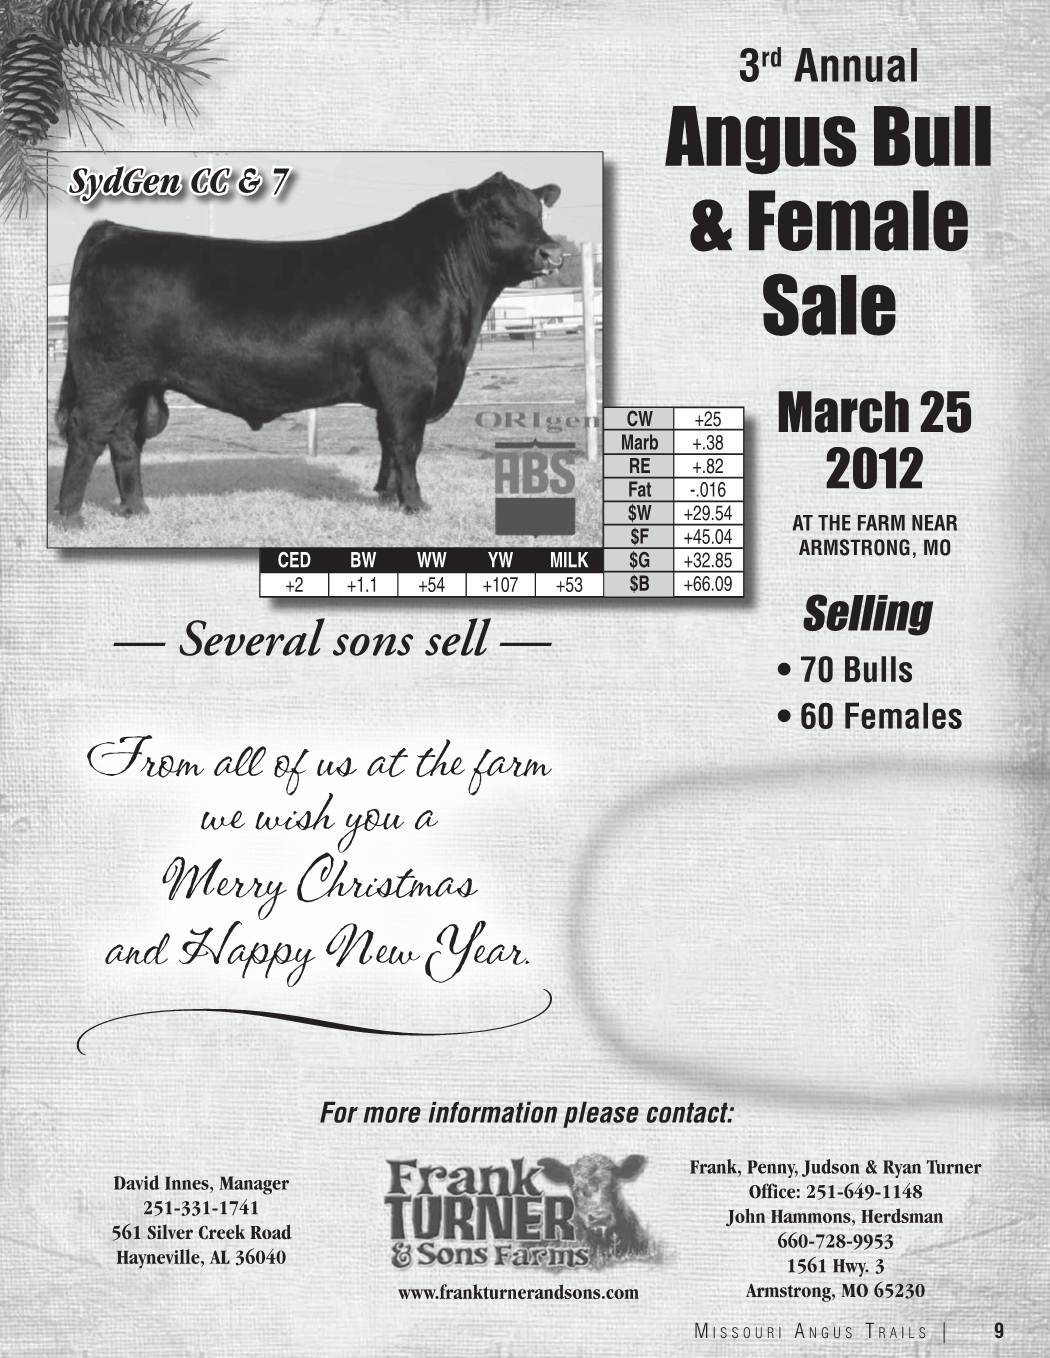 3rd Annual
Angus Bull
& Female
Sale
SydGen CC & 7
ORIgen
ABS
CW +25
Marb +.38
RE +.82
Fat -.016
$W +29.54
$F +45.04
$G +32.85
$B +66.09
CED BW WW YW MILK
+2 +1.1 +54 +107 +53
— Several sons sell —
March 25
2012
AT THE FARM NEAR
ARMSTRONG, MO
Selling
• 70 Bulls
• 60 Females
From all of us at the farm
we wish you a
Merry Christmas
and Happy New Year.
For more information please contact:
David Innes, Manager
251-331-1741
561 Silver Creek Road
Hayneville, AL 36040
Frank
TURNER
& Sons Farms
www.frankturnerandsons.com
Frank, Penny, Judson & Ryan Turner
Office: 251-649-1148
John Hammons, Herdsman
660-728-9953
1561 Hwy. 3
Armstrong, MO 65230
MISSOURI ANGUS TRAILS | 9